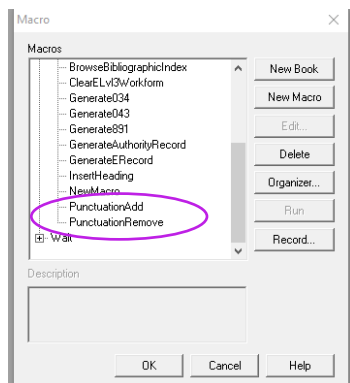 Macro
Macros
BrowseBibliographicIndex
ClearELvl3Workform
Generate034
Generate043
Generate891
GenerateAuthorityRecord
GenerateERecord
InsertHeading
NewMacro
PunctuationAdd
PunctuationRemove
Walt
New Book
New Macro
Edit...
Delete
Organizer...
Run
Record...
Description
OK
Cancel
Help